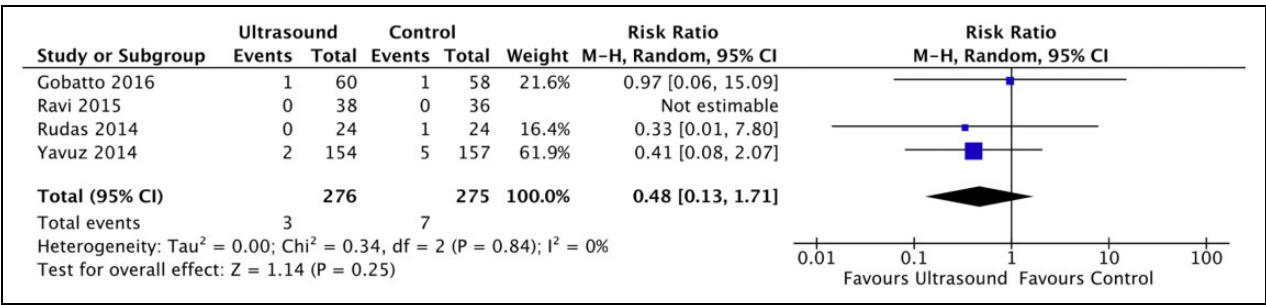 Ultrasound Control Risk Ratio Risk Ratio
Study or Subgroup Events Total Events Total Weight M-H, Random, 95% CI M-H, Random, 95% CI
Gobatto 2016 1 60 1 58 21.6% 0.97 [0.06, 15.09]
Ravi 2015 0 38 0 36 Not estimable
Rudas 2014 0 24 1 24 16.4% 0.33 [0.01, 7.80]
Yavuz 2014 2 154 5 157 61.9% 0.41 [0.08, 2.07]
Total (95% CI) 276 275 100.0% 0.48 [0.13, 1.71]
Total events 3 7
Heterogeneity: Tau² = 0.00; Chi² = 0.34, df = 2 (P = 0.84); I² = 0%
Test for overall effect: Z = 1.14 (P = 0.25)
0.01 0.1 1 10 100
Favours Ultrasound Favours Control